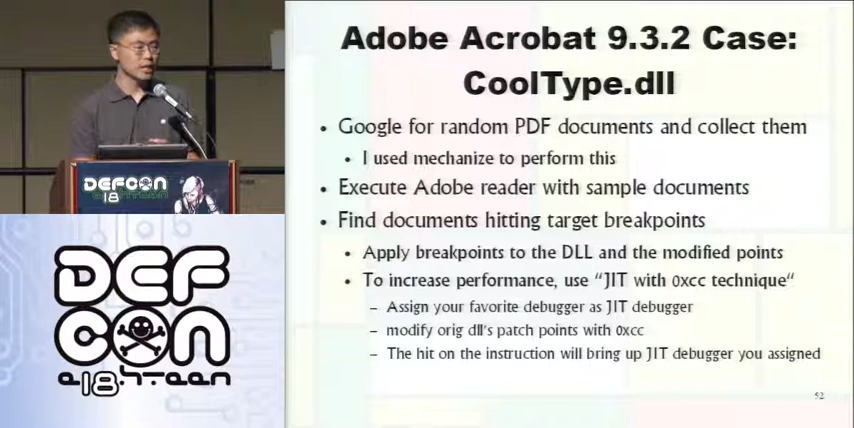 DEFCON
18
Adobe Acrobat 9.3.2 Case:
CoolType.dll
• Google for random PDF documents and collect them
• I used mechanize to perform this
• Execute Adobe reader with sample documents
• Find documents hitting target breakpoints
• Apply breakpoints to the DLL and the modified points
• To increase performance, use “JIT with 0xcc technique“
– Assign your favorite debugger as JIT debugger
– modify orig dll's patch points with 0xcc
– The hit on the instruction will bring up JIT debugger you assigned
52
DEF
CON
e18hteen